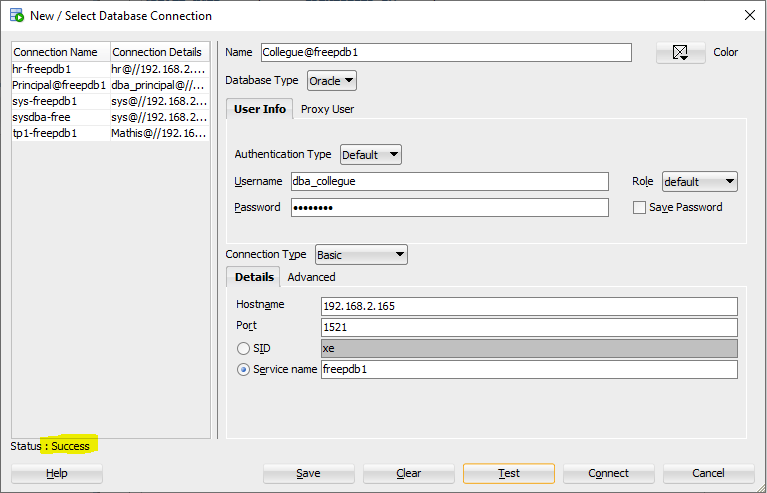 New / Select Database Connection
Connection Name Connection Details
hr-freepdb1 hr@//192.168.2....
Principal@freepdb1 dba_principal@//...
sys-freepdb1 sys@//192.168.2...
sysdba-free sys@//192.168.2...
tp1-freepdb1 Mathis@//192.16...
Name Collegue@freepdb1 Color
Database Type Oracle
User Info Proxy User
Authentication Type Default
Username dba_collegue Role default
Password •••••••• Save Password
Connection Type Basic
Details Advanced
Hostname 192.168.2.165
Port 1521
SID xe
Service name freepdb1
Status : Success
Help Save Clear Test Connect Cancel